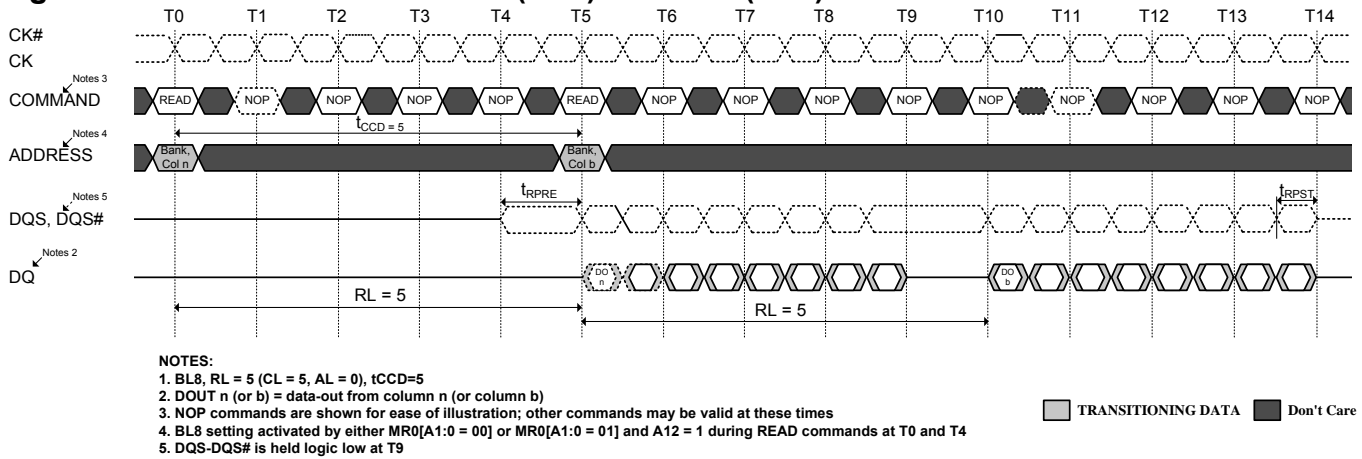 T0 T1 T2 T3 T4 T5 T6 T7 T8 T9 T10 T11 T12 T13 T14
CK#
CK
Notes 3
COMMAND READ NOP NOP NOP NOP READ NOP NOP NOP NOP NOP NOP NOP NOP NOP
tCCD = 5
Notes 4
ADDRESS
Bank, Col n
Bank, Col b
Notes 5
tRPRE
tRPST
DQS, DQS#
Notes 2
DQ
DO n
DO b
RL = 5
RL = 5
NOTES:
1. BL8, RL = 5 (CL = 5, AL = 0), tCCD=5
2. DOUT n (or b) = data-out from column n (or column b)
3. NOP commands are shown for ease of illustration; other commands may be valid at these times
4. BL8 setting activated by either MR0[A1:0 = 00] or MR0[A1:0 = 01] and A12 = 1 during READ commands at T0 and T4
5. DQS-DQS# is held logic low at T9
TRANSITIONING DATA
Don't Care